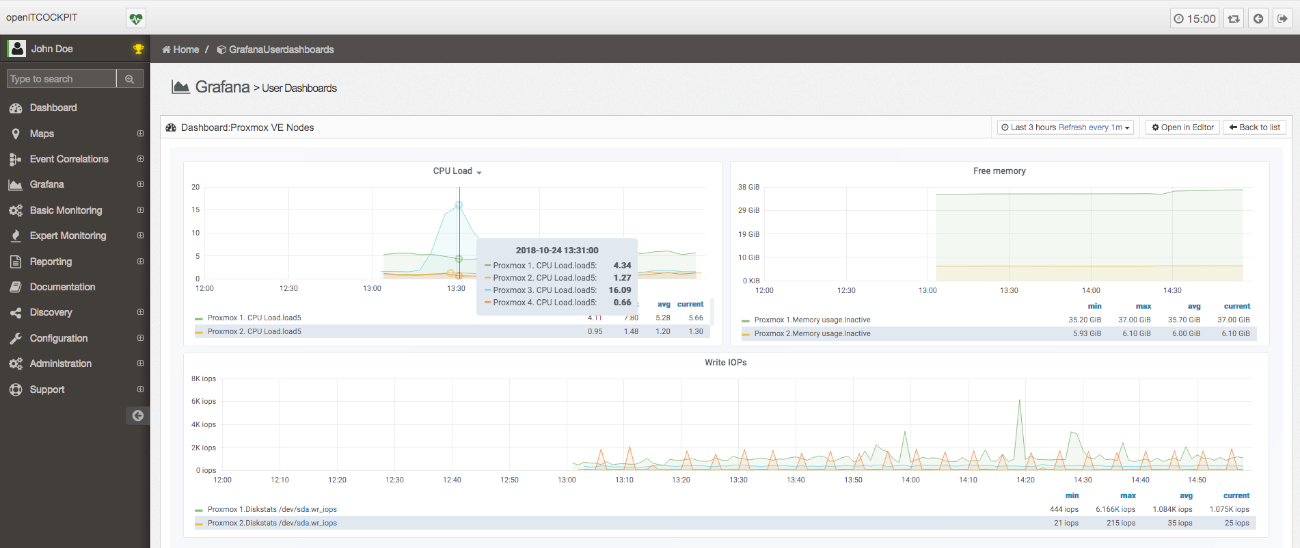 openITCOCKPIT
15:00
John Doe
Home / GrafanaUserdashboards
Type to search
Grafana > User Dashboards
Dashboard
Maps
Event Correlations
Grafana
Basic Monitoring
Expert Monitoring
Reporting
Documentation
Discovery
Configuration
Administration
Support
Dashboard:Proxmox VE Nodes
Last 3 hours Refresh every 1m
Open in Editor
Back to list
CPU Load
20
15
10
5
0
12:00 12:30 13:00 13:30
2018-10-24 13:31:00
Proxmox 1. CPU Load.load5: 4.34
Proxmox 2. CPU Load.load5: 1.27
Proxmox 3. CPU Load.load5: 16.09
Proxmox 4. CPU Load.load5: 0.66
avg current
Proxmox 1. CPU Load.load5 4.11 7.80 5.28 5.66
Proxmox 2. CPU Load.load5 0.95 1.48 1.20 1.30
Free memory
38 GiB
29 GiB
19 GiB
10 GiB
0 KiB
12:00 12:30 13:00 13:30 14:00 14:30
min max avg current
Proxmox 1.Memory usage.Inactive 35.20 GiB 37.00 GiB 35.70 GiB 37.00 GiB
Proxmox 2.Memory usage.Inactive 5.93 GiB 6.10 GiB 6.00 GiB 6.10 GiB
Write IOPs
8K iops
6K iops
4K iops
2K iops
0 iops
12:00 12:10 12:20 12:30 12:40 12:50 13:00 13:10 13:20 13:30 13:40 13:50 14:00 14:10 14:20 14:30 14:40 14:50
min max avg current
Proxmox 1.Diskstats /dev/sda.wr_iops 444 iops 6.166K iops 1.084K iops 1.075K iops
Proxmox 2.Diskstats /dev/sda.wr_iops 21 iops 215 iops 35 iops 25 iops